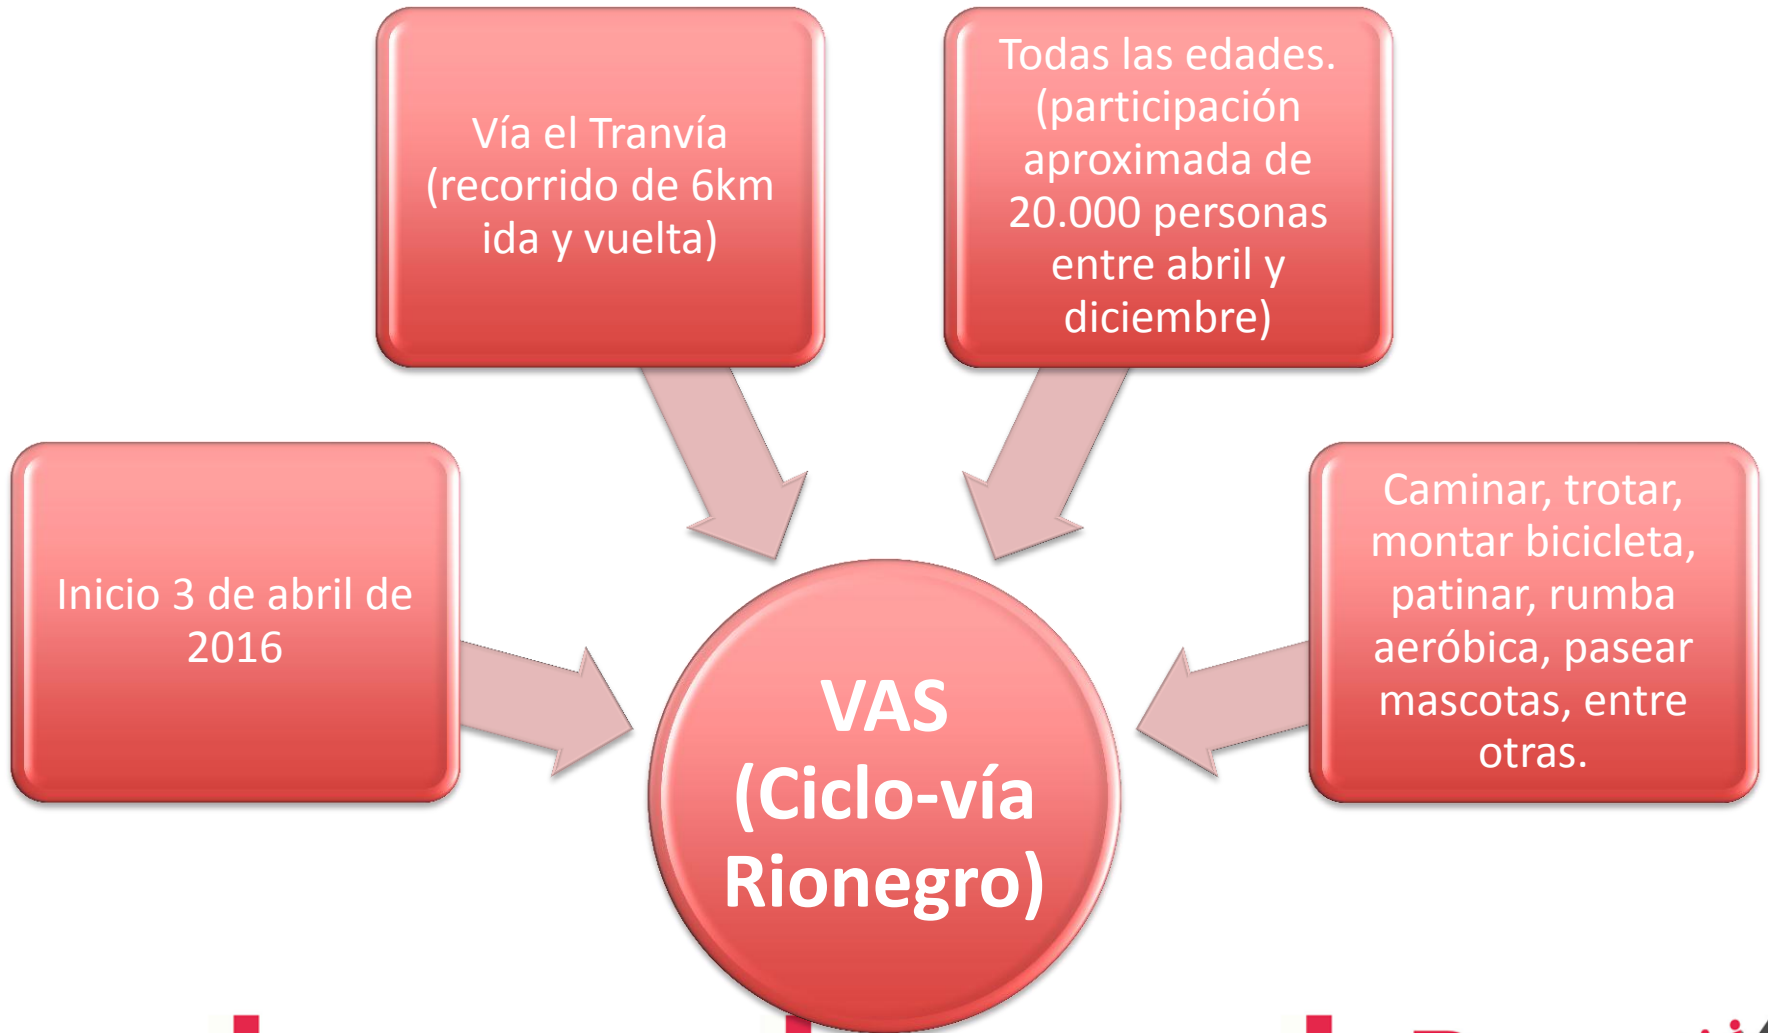 Vía el Tranvía
(recorrido de 6km
ida y vuelta)
Todas las edades.
(participación
aproximada de
20.000 personas
entre abril y
diciembre)
Inicio 3 de abril de
2016
Caminar, trotar,
montar bicicleta,
patinar, rumba
aeróbica, pasear
mascotas, entre
otras.
VAS
(Ciclo-vía
Rionegro)